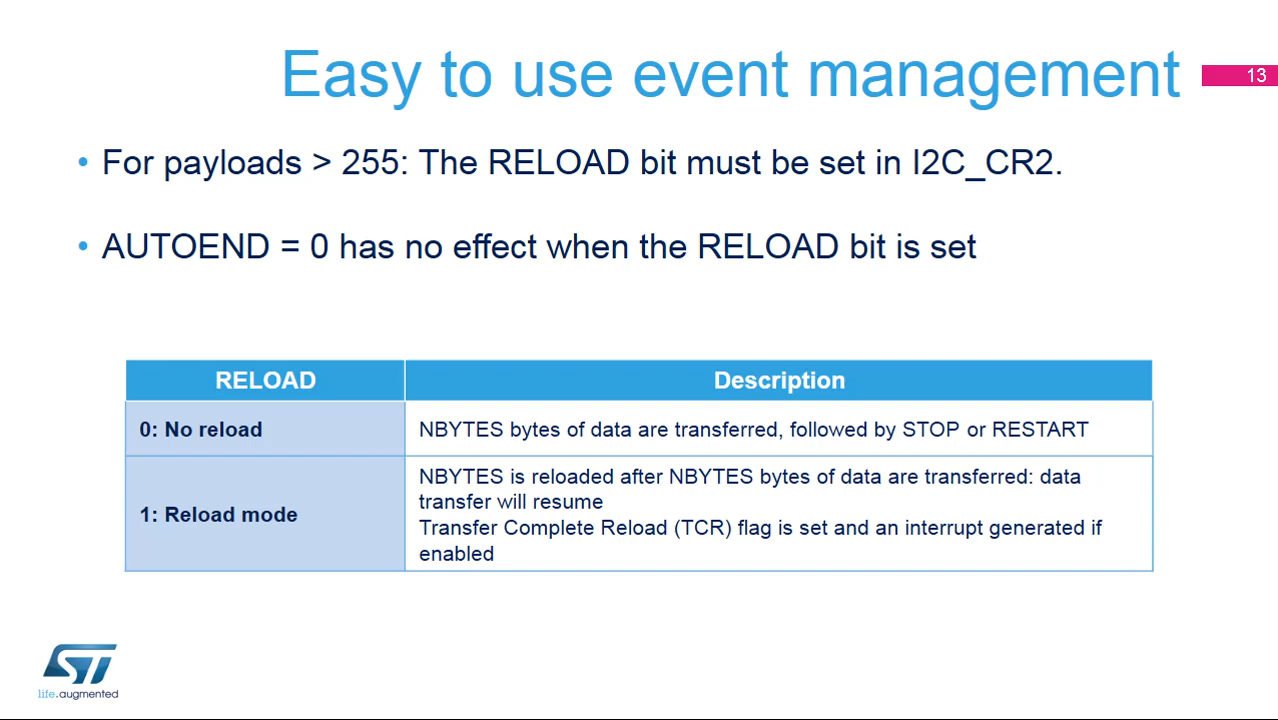 Easy to use event management
13
• For payloads > 255: The RELOAD bit must be set in I2C_CR2.
• AUTOEND = 0 has no effect when the RELOAD bit is set
RELOAD
Description
0: No reload
NBYTES bytes of data are transferred, followed by STOP or RESTART
1: Reload mode
NBYTES is reloaded after NBYTES bytes of data are transferred: data
transfer will resume
Transfer Complete Reload (TCR) flag is set and an interrupt generated if
enabled
ST
life.augmented